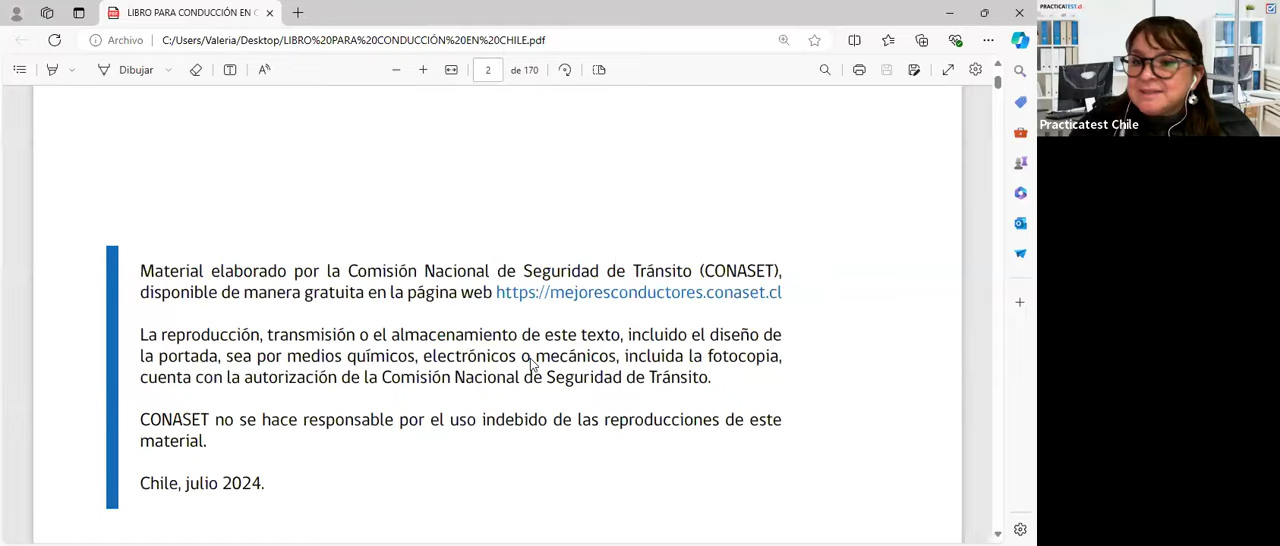 LIBRO PARA CONDUCCIÓN EN C
PRACTICATEST.cl
Archivo
C:/Users/Valeria/Desktop/LIBRO%20PARA%20CONDUCCIÓN%20EN%20CHILE.pdf
Dibujar
2
de 170
Practicatest Chile
Material elaborado por la Comisión Nacional de Seguridad de Tránsito (CONASET),
disponible de manera gratuita en la página web https://mejoresconductores.conaset.cl
La reproducción, transmisión o el almacenamiento de este texto, incluido el diseño de
la portada, sea por medios químicos, electrónicos o mecánicos, incluida la fotocopia,
cuenta con la autorización de la Comisión Nacional de Seguridad de Tránsito.
CONASET no se hace responsable por el uso indebido de las reproducciones de este
material.
Chile, julio 2024.